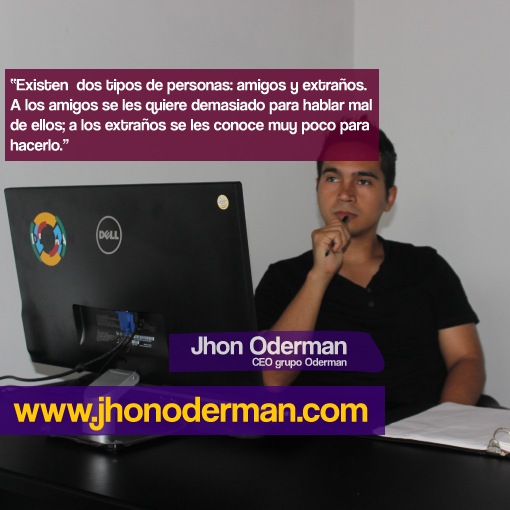 “Existen dos tipos de personas: amigos y extraños.
A los amigos se les quiere demasiado para hablar mal
de ellos; a los extraños se les conoce muy poco para
hacerlo.”
DELL
Jhon Oderman
CEO grupo Oderman
www.jhonoderman.com